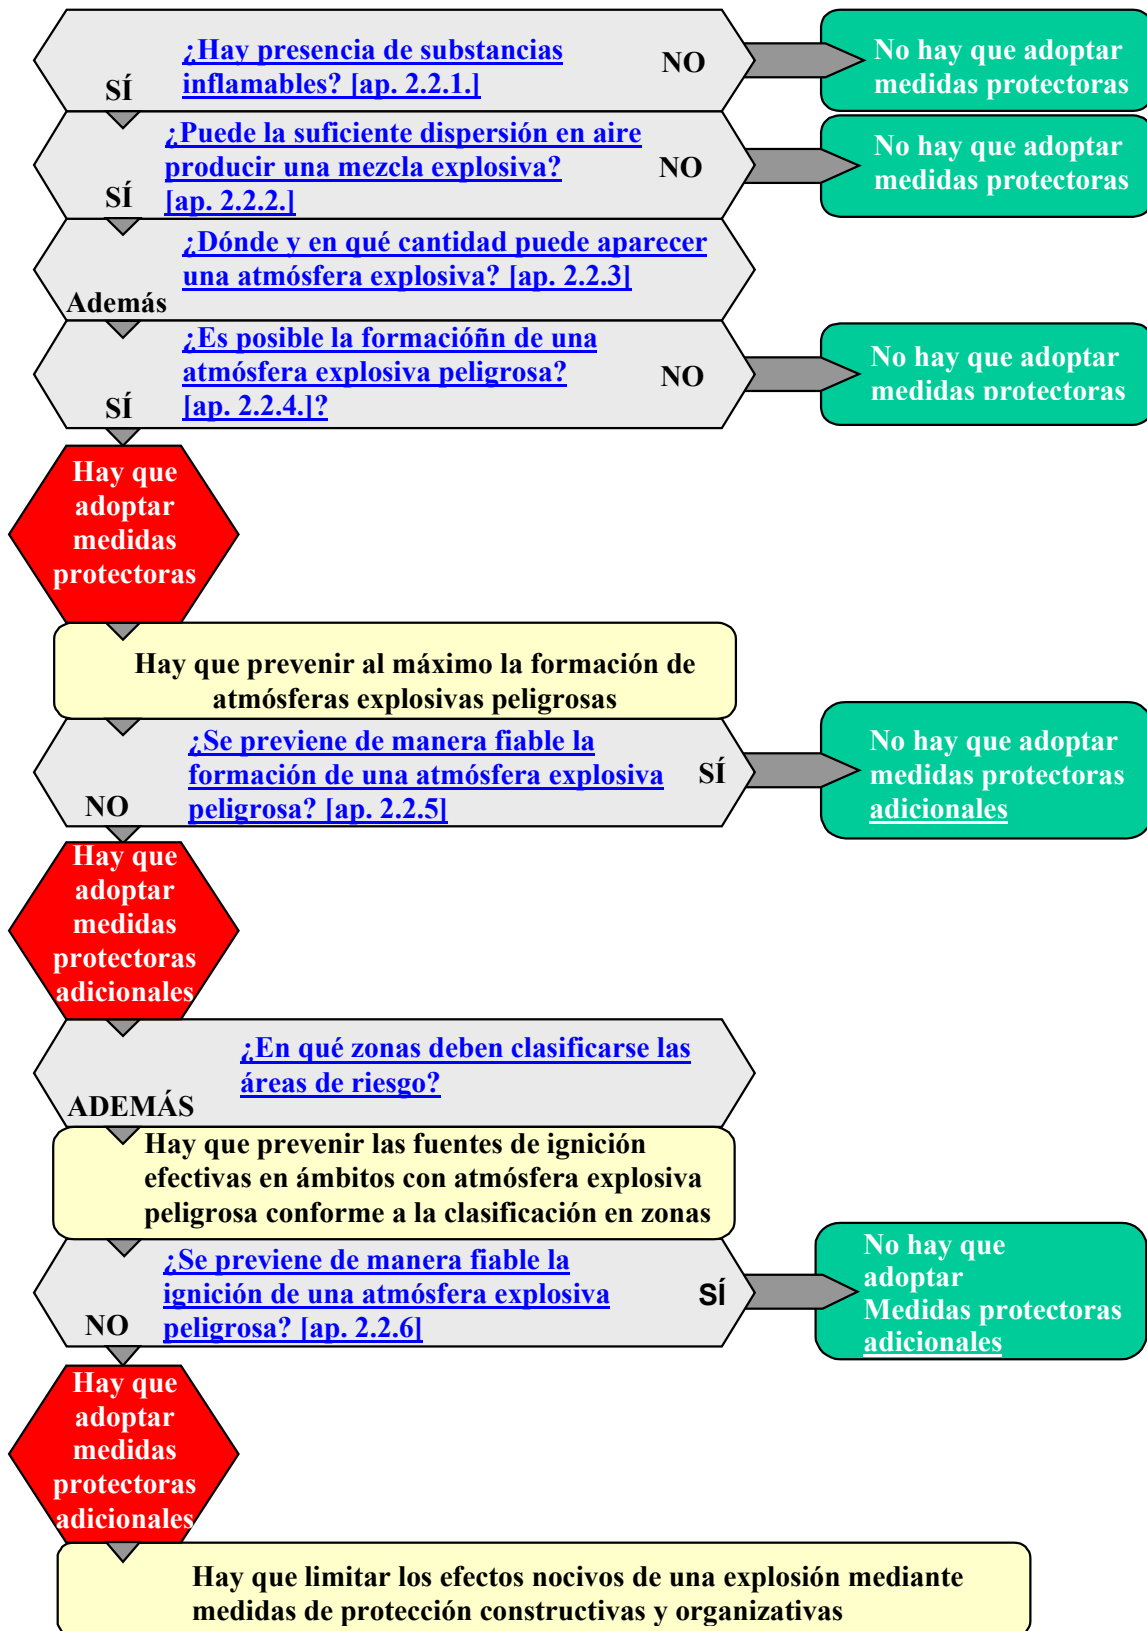 ¿Hay presencia de substancias
inflamables? [ap. 2.2.1.]
SÍ
NO
No hay que adoptar
medidas protectoras
¿Puede la suficiente dispersión en aire
producir una mezcla explosiva?
[ap. 2.2.2.]
SÍ
NO
No hay que adoptar
medidas protectoras
¿Dónde y en qué cantidad puede aparecer
una atmósfera explosiva? [ap. 2.2.3]
Además
¿Es posible la formacióñn de una
atmósfera explosiva peligrosa?
[ap. 2.2.4.]?
SÍ
NO
No hay que adoptar
medidas protectoras
Hay que
adoptar
medidas
protectoras
Hay que prevenir al máximo la formación de
atmósferas explosivas peligrosas
¿Se previene de manera fiable la
formación de una atmósfera explosiva
peligrosa? [ap. 2.2.5]
NO
SÍ
No hay que adoptar
medidas protectoras
adicionales
Hay que
adoptar
medidas
protectoras
adicionales
¿En qué zonas deben clasificarse las
áreas de riesgo?
ADEMÁS
Hay que prevenir las fuentes de ignición
efectivas en ámbitos con atmósfera explosiva
peligrosa conforme a la clasificación en zonas
¿Se previene de manera fiable la
ignición de una atmósfera explosiva
peligrosa? [ap. 2.2.6]
NO
SÍ
No hay que
adoptar
Medidas protectoras
adicionales
Hay que
adoptar
medidas
protectoras
adicionales
Hay que limitar los efectos nocivos de una explosión mediante
medidas de protección constructivas y organizativas